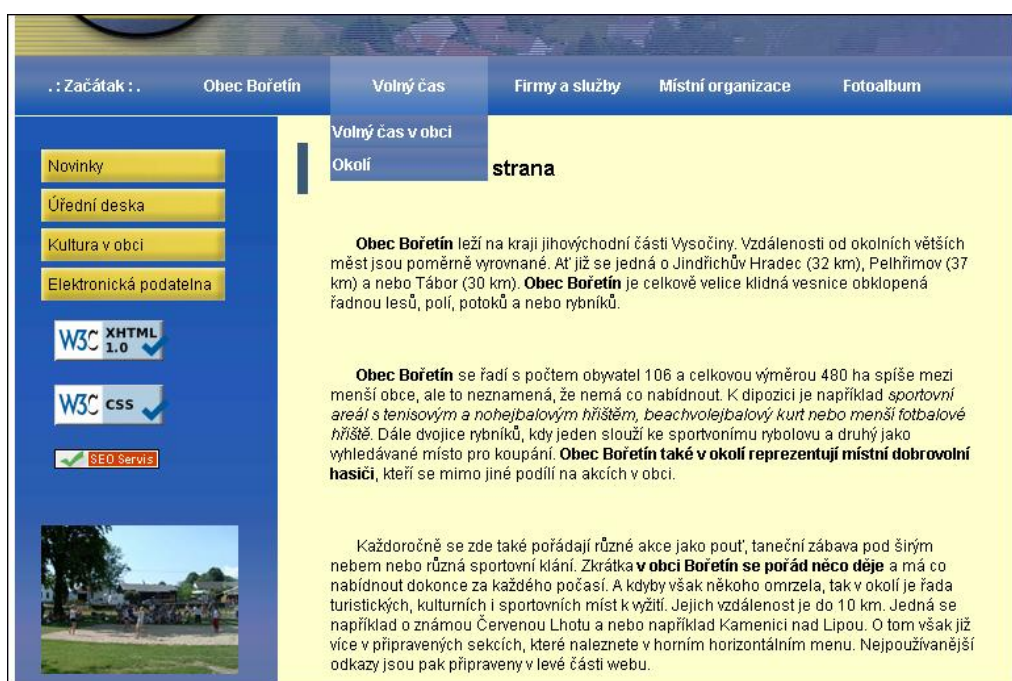 .: Začátak :. Obec Bořetín Volný čas Firmy a služby Místní organizace Fotoalbum
Volný čas v obci
Okolí
strana
Novinky
Úřední deska
Kultura v obci
Elektronická podatelna
W3C XHTML 1.0
W3C css
SEO Servis
Obec Bořetín leží na kraji jihovýchodní části Vysočiny. Vzdálenosti od okolních větších
měst jsou poměrně vyrovnané. Ať již se jedná o Jindřichův Hradec (32 km), Pelhřimov (37
km) a nebo Tábor (30 km). Obec Bořetín je celkově velice klidná vesnice obklopená
řadnou lesů, polí, potoků a nebo rybníků.
Obec Bořetín se řadí s počtem obyvatel 106 a celkovou výměrou 480 ha spíše mezi
menší obce, ale to neznamená, že nemá co nabídnout. K dipozici je například sportovní
areál s tenisovým a nohejbalovým hřištěm, beachvolejbalový kurt nebo menší fotbalové
hřiště. Dále dvojice rybníků, kdy jeden slouží ke sportvonímu rybolovu a druhý jako
vyhledávané místo pro koupání. Obec Bořetín také v okolí reprezentují místní dobrovolní
hasiči, kteří se mimo jiné podílí na akcích v obci.
Každoročně se zde také pořádají různé akce jako pouť, taneční zábava pod širým
nebem nebo různá sportovní klání. Zkrátka v obci Bořetín se pořád něco děje a má co
nabídnout dokonce za každého počasí. A kdyby však někoho omrzela, tak v okolí je řada
turistických, kulturních i sportovních míst k vyžití. Jejich vzdálenost je do 10 km. Jedná se
například o známou Červenou Lhotu a nebo například Kamenici nad Lipou. O tom však již
více v připravených sekcích, které naleznete v horním horizontálním menu. Nejpoužívanější
odkazy jsou pak připraveny v levé části webu.